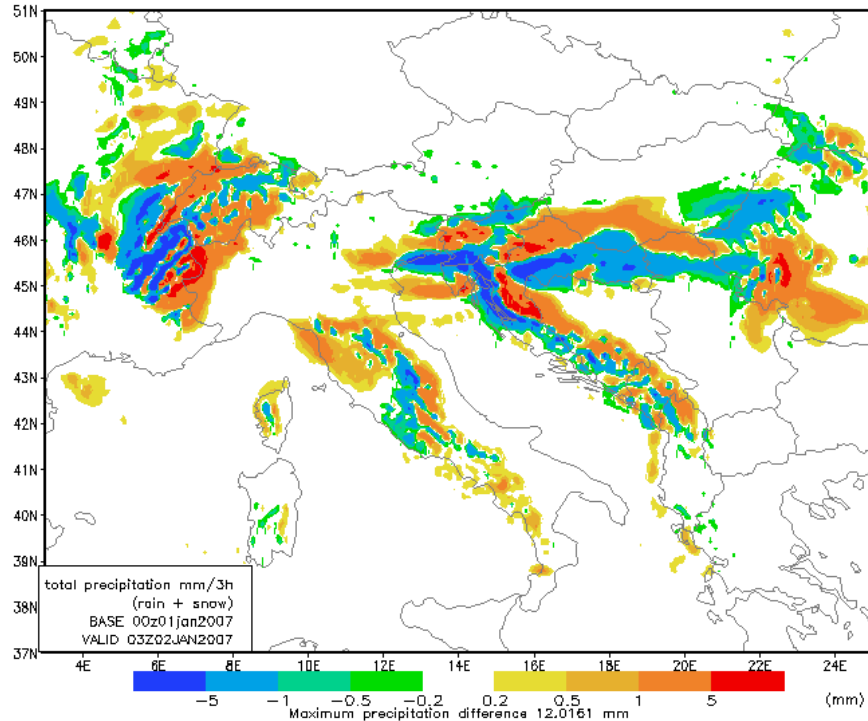 51N
50N
49N
48N
47N
46N
45N
44N
43N
42N
41N
40N
39N
38N
37N
total precipitation mm/3h
(rain + snow)
BASE 00z01jan2007
VALID 03Z02JAN2007
4E 6E 8E 10E 12E 14E 16E 18E 20E 22E 24E
-5 -1 -0.5 -0.2 0.2 0.5 1 5 (mm)
Maximum precipitation difference 12.0161 mm